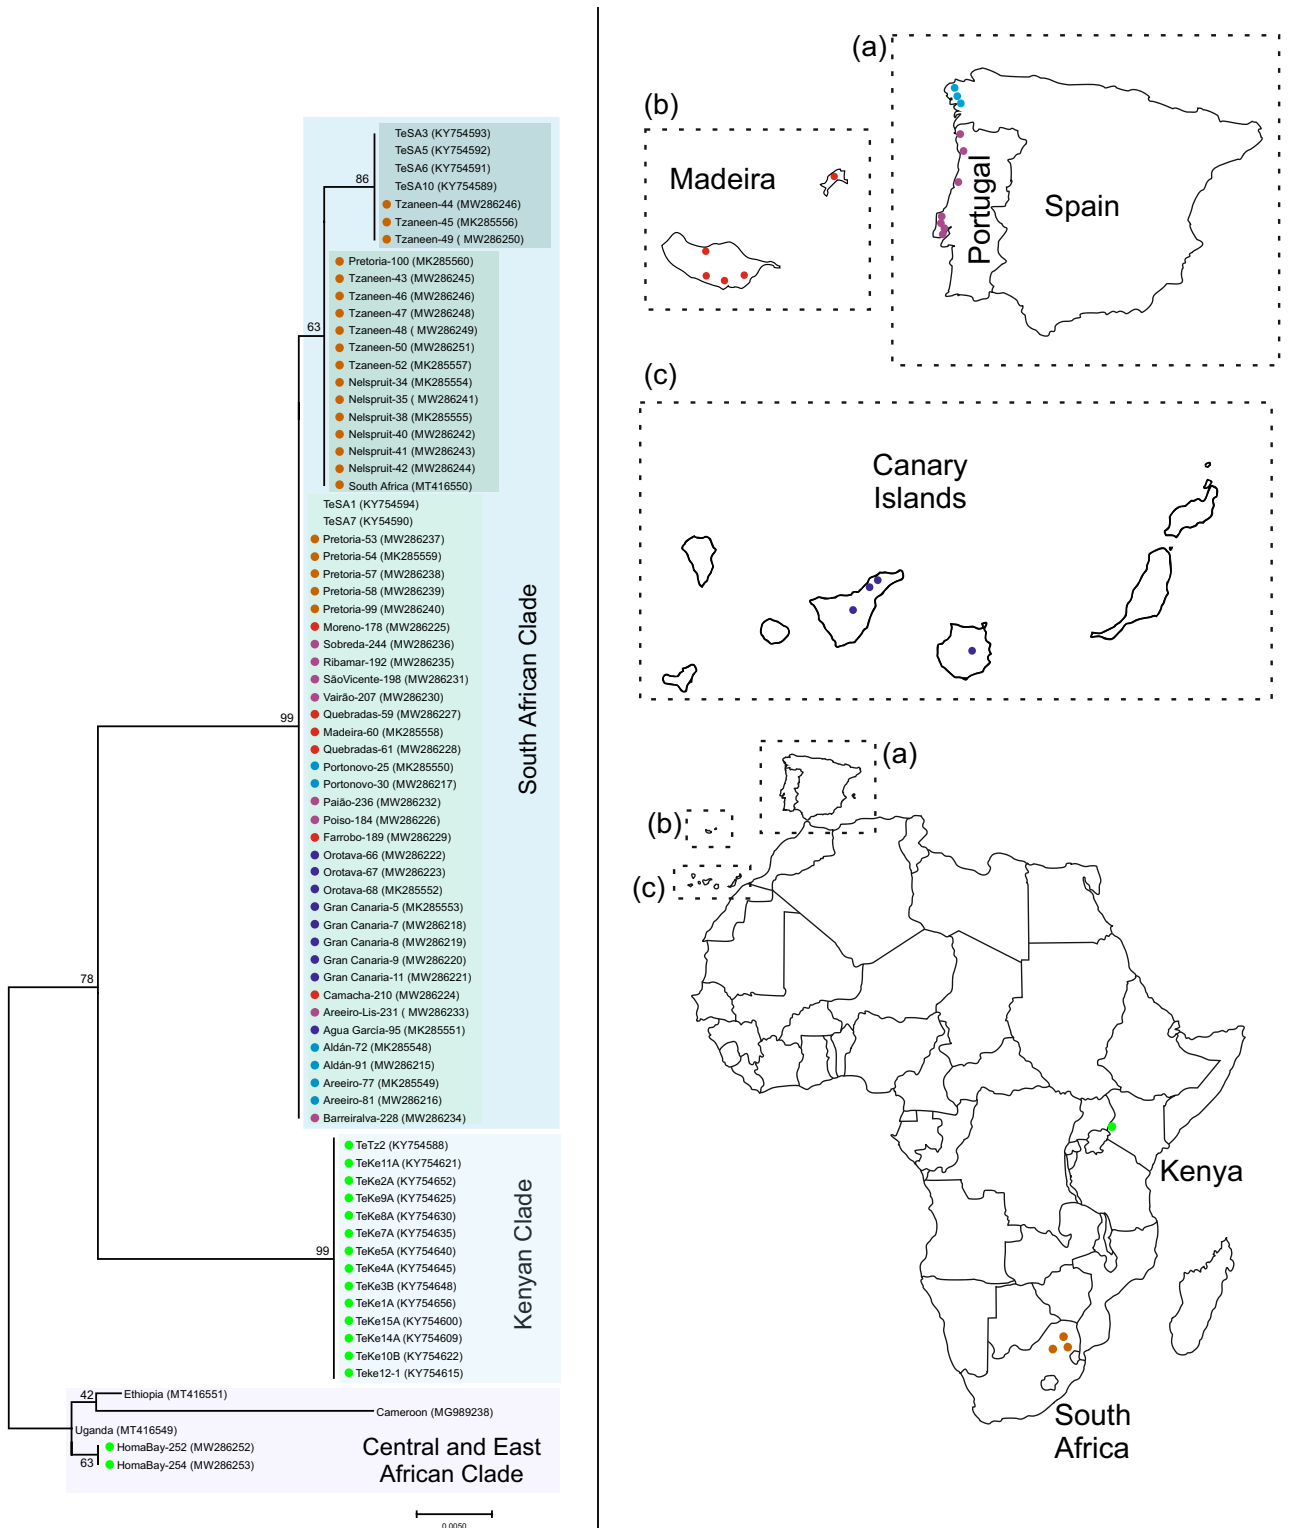 86
TeSA3 (KY754593)
TeSA5 (KY754592)
TeSA6 (KY754591)
TeSA10 (KY754589)
Tzaneen-44 (MW286246)
Tzaneen-45 (MK285556)
Tzaneen-49 ( MW286250)
63
Pretoria-100 (MK285560)
Tzaneen-43 (MW286245)
Tzaneen-46 (MW286246)
Tzaneen-47 (MW286248)
Tzaneen-48 ( MW286249)
Tzaneen-50 (MW286251)
Tzaneen-52 (MK285557)
Nelspruit-34 (MK285554)
Nelspruit-35 ( MW286241)
Nelspruit-38 (MK285555)
Nelspruit-40 (MW286242)
Nelspruit-41 (MW286243)
Nelspruit-42 (MW286244)
South Africa (MT416550)
TeSA1 (KY754594)
TeSA7 (KY54590)
Pretoria-53 (MW286237)
Pretoria-54 (MK285559)
Pretoria-57 (MW286238)
Pretoria-58 (MW286239)
Pretoria-99 (MW286240)
Moreno-178 (MW286225)
Sobreda-244 (MW286236)
Ribamar-192 (MW286235)
SãoVicente-198 (MW286231)
Vairão-207 (MW286230)
Quebradas-59 (MW286227)
Madeira-60 (MK285558)
Quebradas-61 (MW286228)
Portonovo-25 (MK285550)
Portonovo-30 (MW286217)
Paião-236 (MW286232)
Poiso-184 (MW286226)
Farrobo-189 (MW286229)
Orotava-66 (MW286222)
Orotava-67 (MW286223)
Orotava-68 (MK285552)
Gran Canaria-5 (MK285553)
Gran Canaria-7 (MW286218)
Gran Canaria-8 (MW286219)
Gran Canaria-9 (MW286220)
Gran Canaria-11 (MW286221)
Camacha-210 (MW286224)
Areeiro-Lis-231 ( MW286233)
Agua García-95 (MK285551)
Aldán-72 (MK285548)
Aldán-91 (MW286215)
Areeiro-77 (MK285549)
Areeiro-81 (MW286216)
Barreiralva-228 (MW286234)
99
South African Clade
78
TeTz2 (KY754588)
TeKe11A (KY754621)
TeKe2A (KY754652)
TeKe9A (KY754625)
TeKe8A (KY754630)
TeKe7A (KY754635)
TeKe5A (KY754640)
TeKe4A (KY754645)
TeKe3B (KY754648)
TeKe1A (KY754656)
TeKe15A (KY754600)
TeKe14A (KY754609)
TeKe10B (KY754622)
Teke12-1 (KY754615)
99
Kenyan Clade
42
Ethiopia (MT416551)
Cameroon (MG989238)
Uganda (MT416549)
HomaBay-252 (MW286252)
63
HomaBay-254 (MW286253)
Central and East
African Clade
0.0050
(a)
Portugal
Spain
(b)
Madeira
(c)
Canary
Islands
(a)
(b)
(c)
Kenya
South
Africa